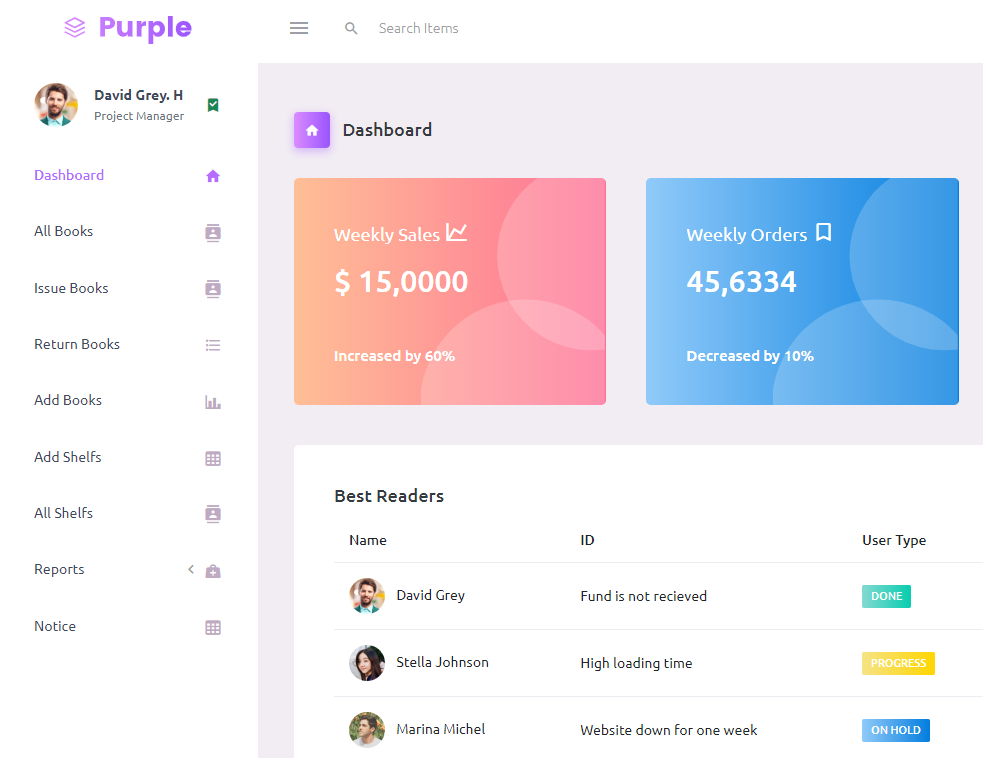 Purple
Search Items
David Grey. H
Project Manager
Dashboard
All Books
Issue Books
Return Books
Add Books
Add Shelfs
All Shelfs
Reports
Notice
Dashboard
Weekly Sales
$ 15,0000
Increased by 60%
Weekly Orders
45,6334
Decreased by 10%
Best Readers
Name ID User Type
David Grey Fund is not recieved DONE
Stella Johnson High loading time PROGRESS
Marina Michel Website down for one week ON HOLD